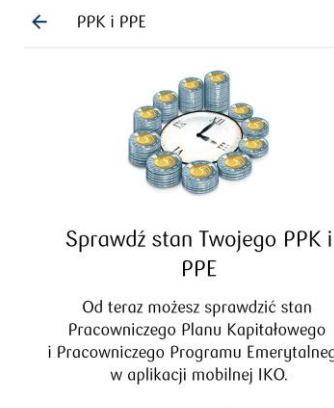 PPK i PPE
Sprawdź stan Twojego PPK i
PPE
Od teraz możesz sprawdzić stan
Pracowniczego Planu Kapitałowego
i Pracowniczego Programu Emerytalneg
w aplikacji mobilnej IKO.